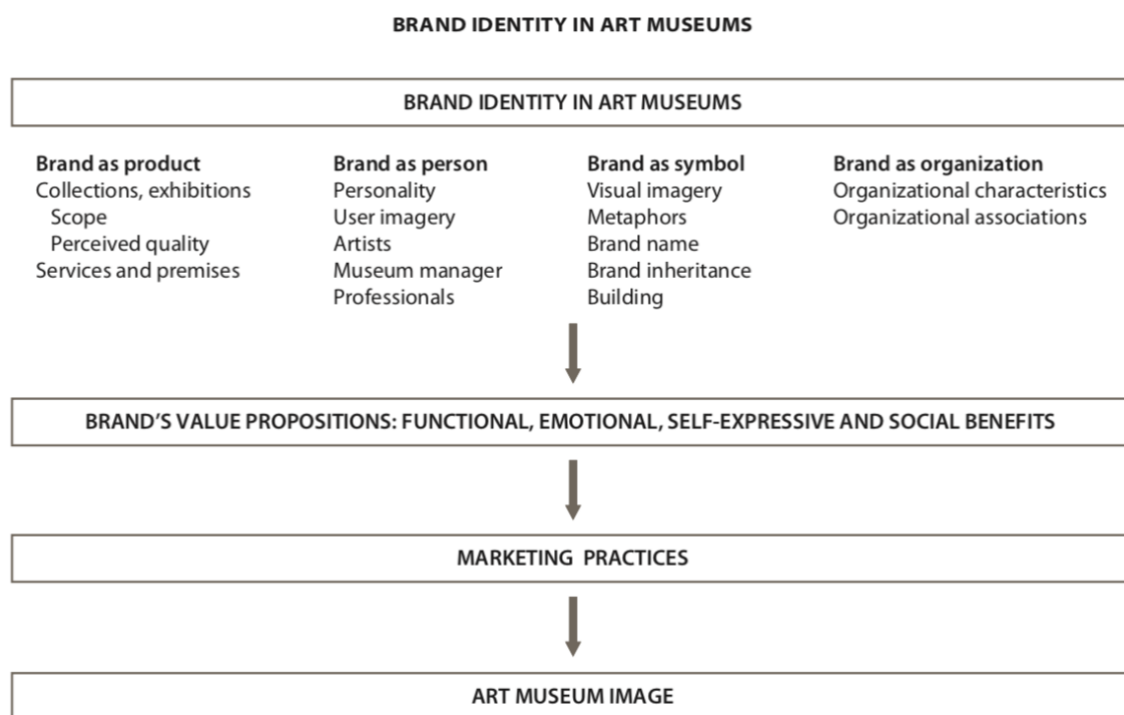 BRAND IDENTITY IN ART MUSEUMS
BRAND IDENTITY IN ART MUSEUMS
Brand as product
Collections, exhibitions
Scope
Perceived quality
Services and premises
Brand as person
Personality
User imagery
Artists
Museum manager
Professionals
Brand as symbol
Visual imagery
Metaphors
Brand name
Brand inheritance
Building
Brand as organization
Organizational characteristics
Organizational associations
BRAND’S VALUE PROPOSITIONS: FUNCTIONAL, EMOTIONAL, SELF-EXPRESSIVE AND SOCIAL BENEFITS
MARKETING PRACTICES
ART MUSEUM IMAGE